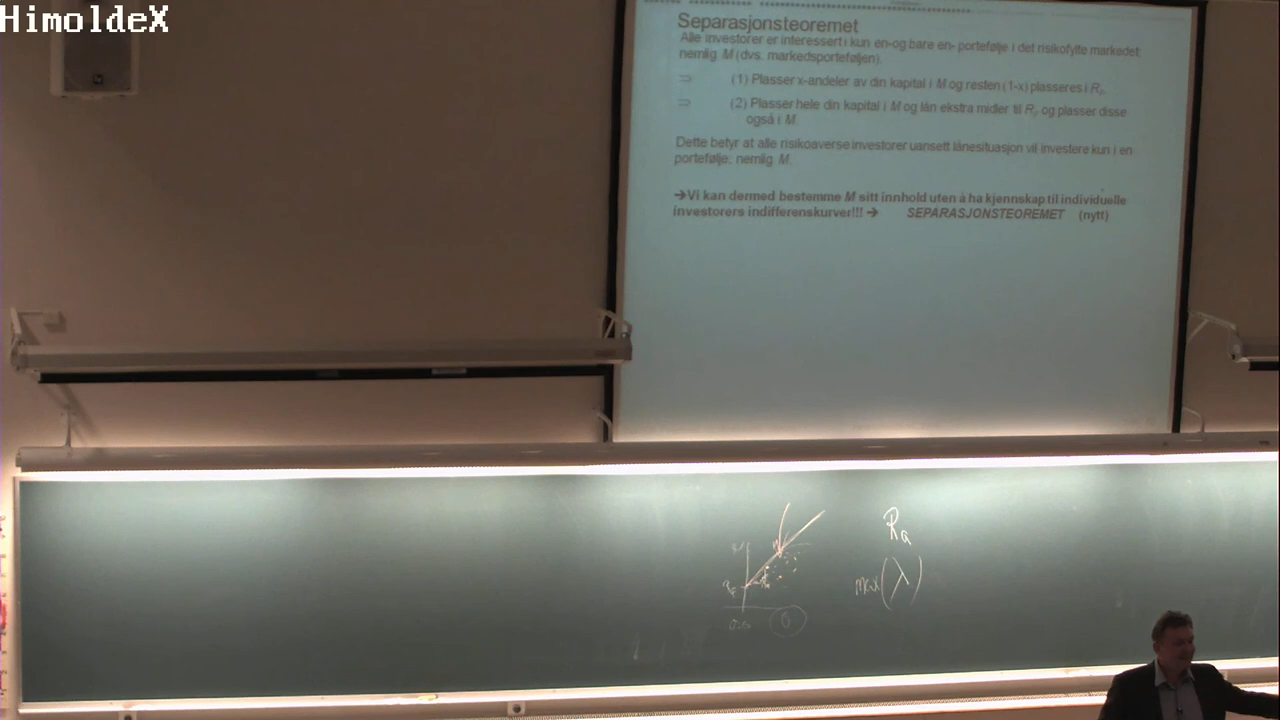 HimoldeX
Separasjonsteoremet
Alle investorer er interessert i kun en-og bare en- portefølje i det risikofylte markedet;
nemlig M (dvs. markedsporteføljen).
⇒ (1) Plasser x-andeler av din kapital i M og resten (1-x) plasseres i RF.
⇒ (2) Plasser hele din kapital i M og lån ekstra midler til RF og plasser disse
også i M.
Dette betyr at alle risikoaverse investorer uansett lånesituasjon vil investere kun i en
portefølje; nemlig M.
→Vi kan dermed bestemme M sitt innhold uten å ha kjennskap til individuelle
investorers indifferenskurver!!! → SEPARASJONSTEOREMET (nytt)
Ra
max(λ)